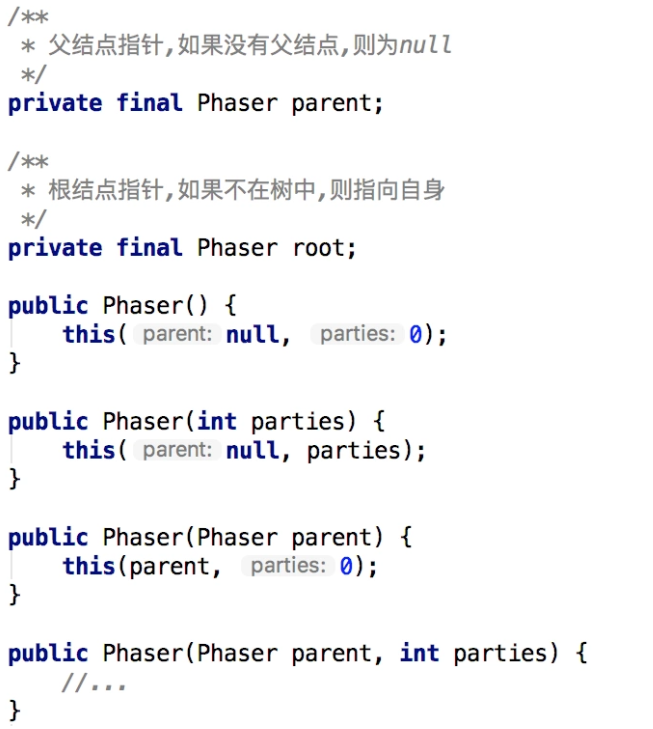 /**
 * 父结点指针,如果没有父结点,则为null
 */
private final Phaser parent;
/**
 * 根结点指针,如果不在树中,则指向自身
 */
private final Phaser root;
public Phaser() {
    this( parent: null, parties: 0);
}
public Phaser(int parties) {
    this( parent: null, parties);
}
public Phaser(Phaser parent) {
    this(parent, parties: 0);
}
public Phaser(Phaser parent, int parties) {
    //...
}